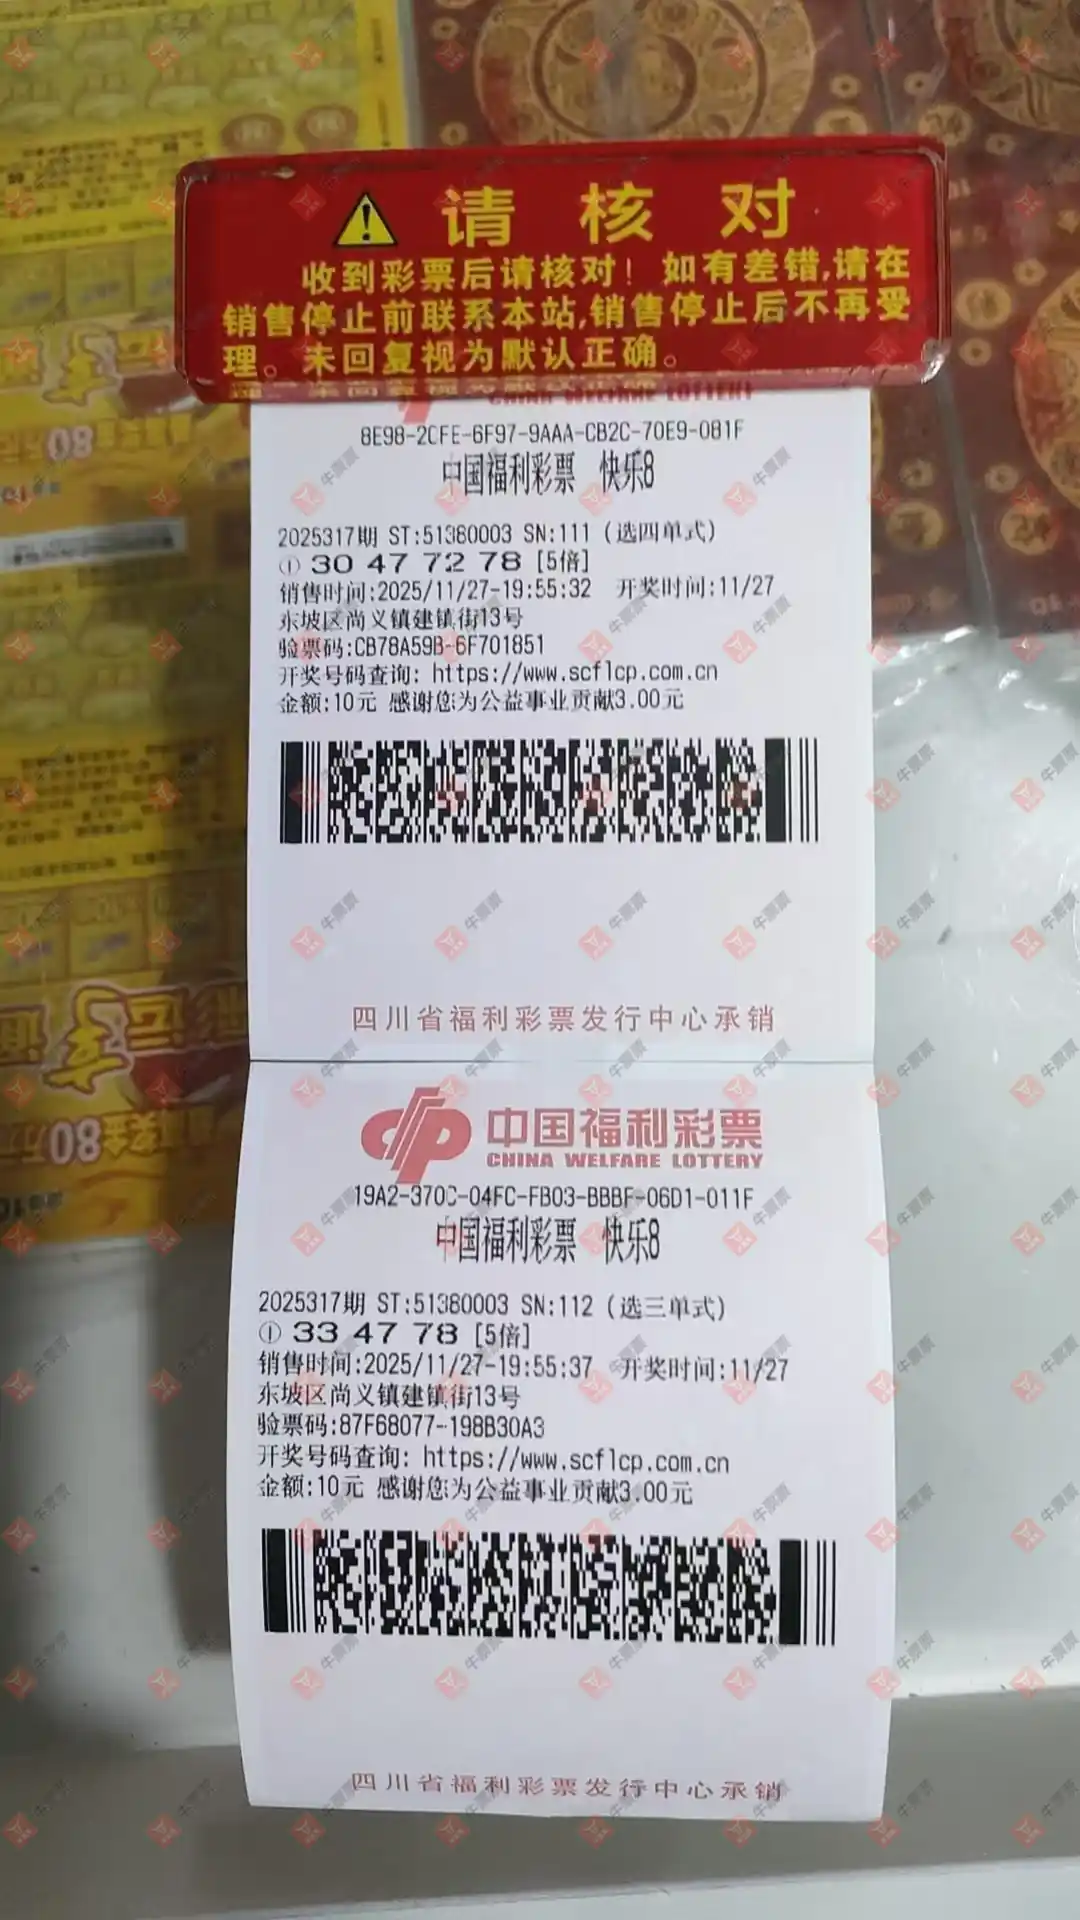 请 核 对
收到彩票后请核对！如有差错,请在
销售停止前联系本站,销售停止后不再受
理。未回复视为默认正确。
CHINA WELFARE LOTTERY
8E98-2CFE-6F97-9AAA-CB2C-70E9-081F
中国福利彩票 快乐8
2025317期 ST:51380003 SN:111 (选四单式)
① 30 47 72 78 [5倍]
销售时间:2025/11/27-19:55:32 开奖时间:11/27
东坡区尚义镇建镇街13号
验票码:CB78A59B-6F701851
开奖号码查询: https://www.scflcp.com.cn
金额:10元 感谢您为公益事业贡献3.00元
四川省福利彩票发行中心承销
中国福利彩票
CHINA WELFARE LOTTERY
19A2-370C-04FC-FB03-BBBF-06D1-011F
中国福利彩票 快乐8
2025317期 ST:51380003 SN:112 (选三单式)
① 33 47 78 [5倍]
销售时间:2025/11/27-19:55:37 开奖时间:11/27
东坡区尚义镇建镇街13号
验票码:87F68077-198B30A3
开奖号码查询: https://www.scflcp.com.cn
金额:10元 感谢您为公益事业贡献3.00元
四川省福利彩票发行中心承销
牛票票